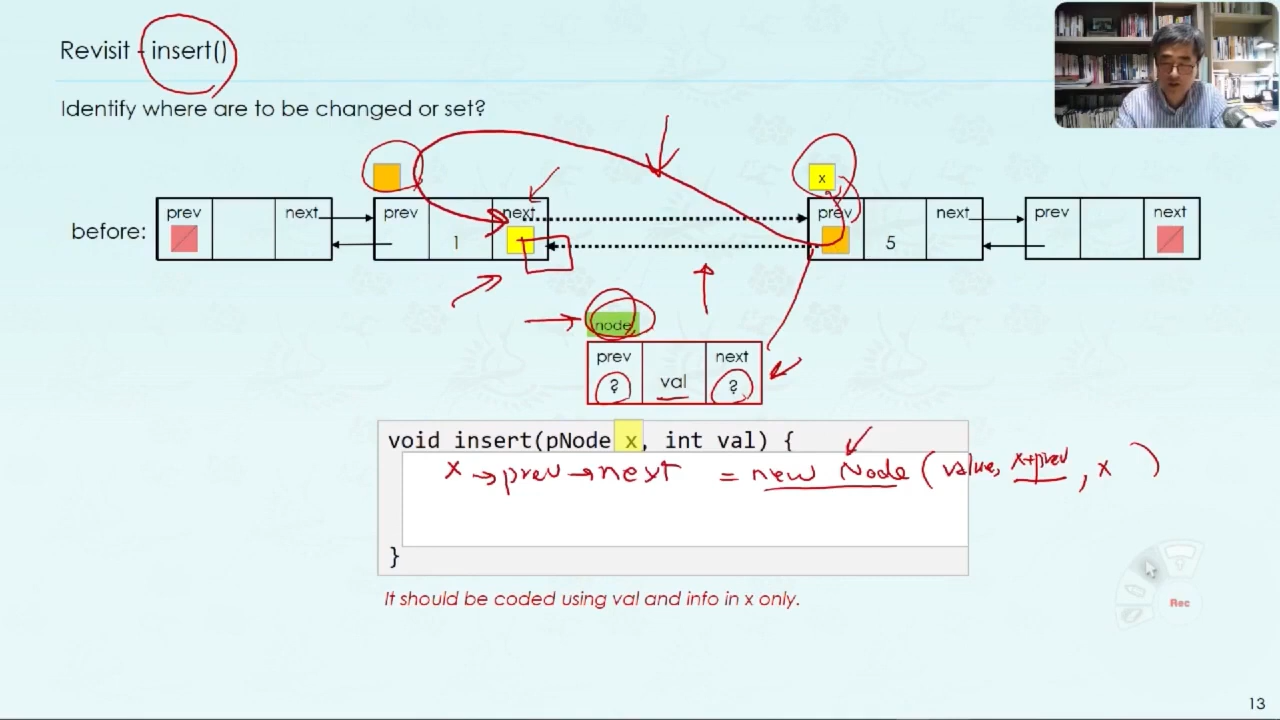 Revisit - insert()
Identify where are to be changed or set?
x
before:
prev next
prev next
1
prev next
5
prev next
node
prev next
? val ?
void insert(pNode x, int val) {
x→prev→next = new Node (value, x→prev, x )
}
It should be coded using val and info in x only.
Rec
13